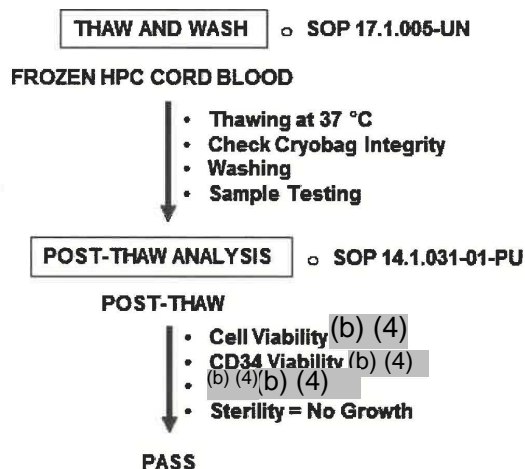 THAW AND WASH o SOP 17.1.005-UN
FROZEN HPC CORD BLOOD
• Thawing at 37 °C
• Check Cryobag Integrity
• Washing
• Sample Testing
POST-THAW ANALYSIS o SOP 14.1.031-01-PU
POST-THAW
• Cell Viability (b) (4)
• CD34 Viability (b) (4)
• (b) (4) (b) (4)
• Sterility = No Growth
PASS